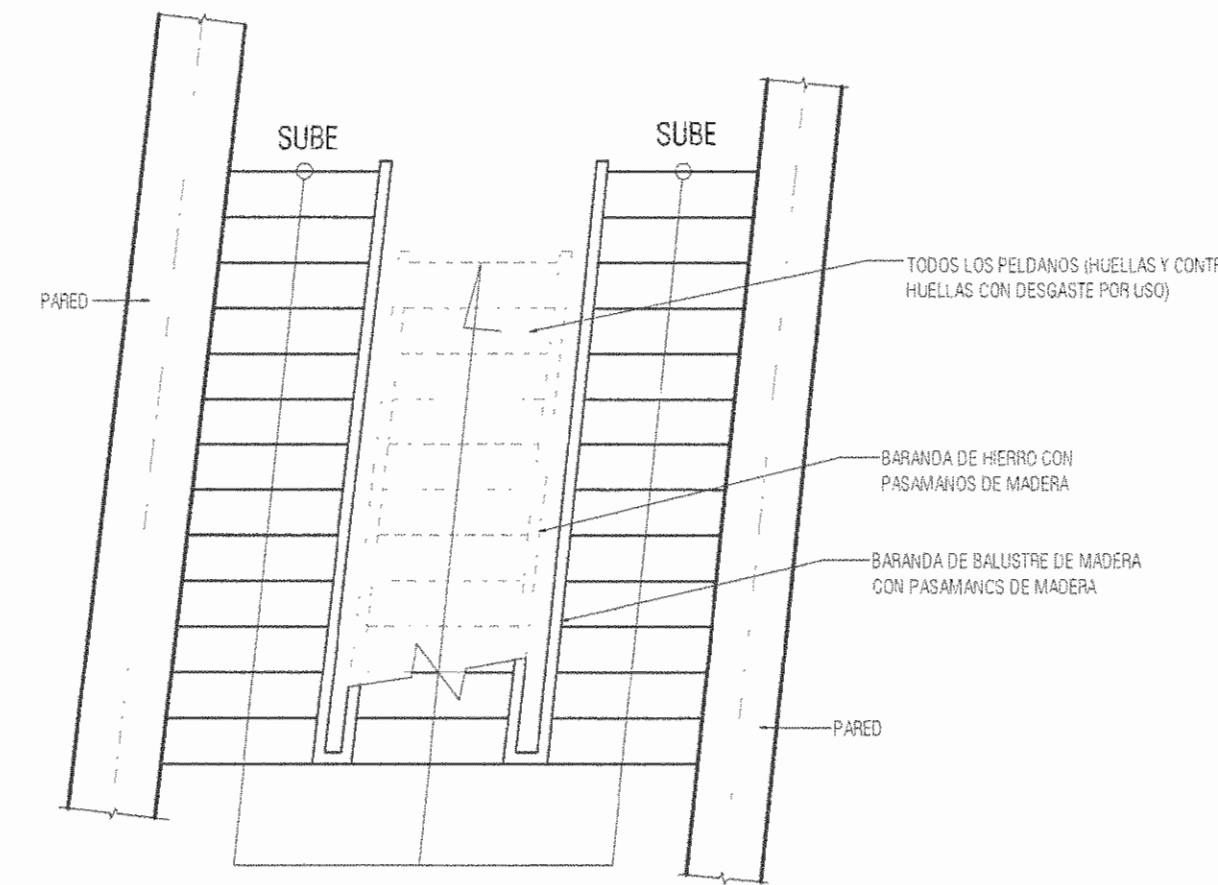 SUBE
SUBE
TODOS LOS PELDANOS (HUELLAS Y CONTR
HUELLAS CON DESGASTE POR USO)
PARED
BARANDA DE HIERRO CON
PASAMANOS DE MADERA
BARANDA DE BALUSTRE DE MADERA
CON PASAMANOS DE MADERA
PARED